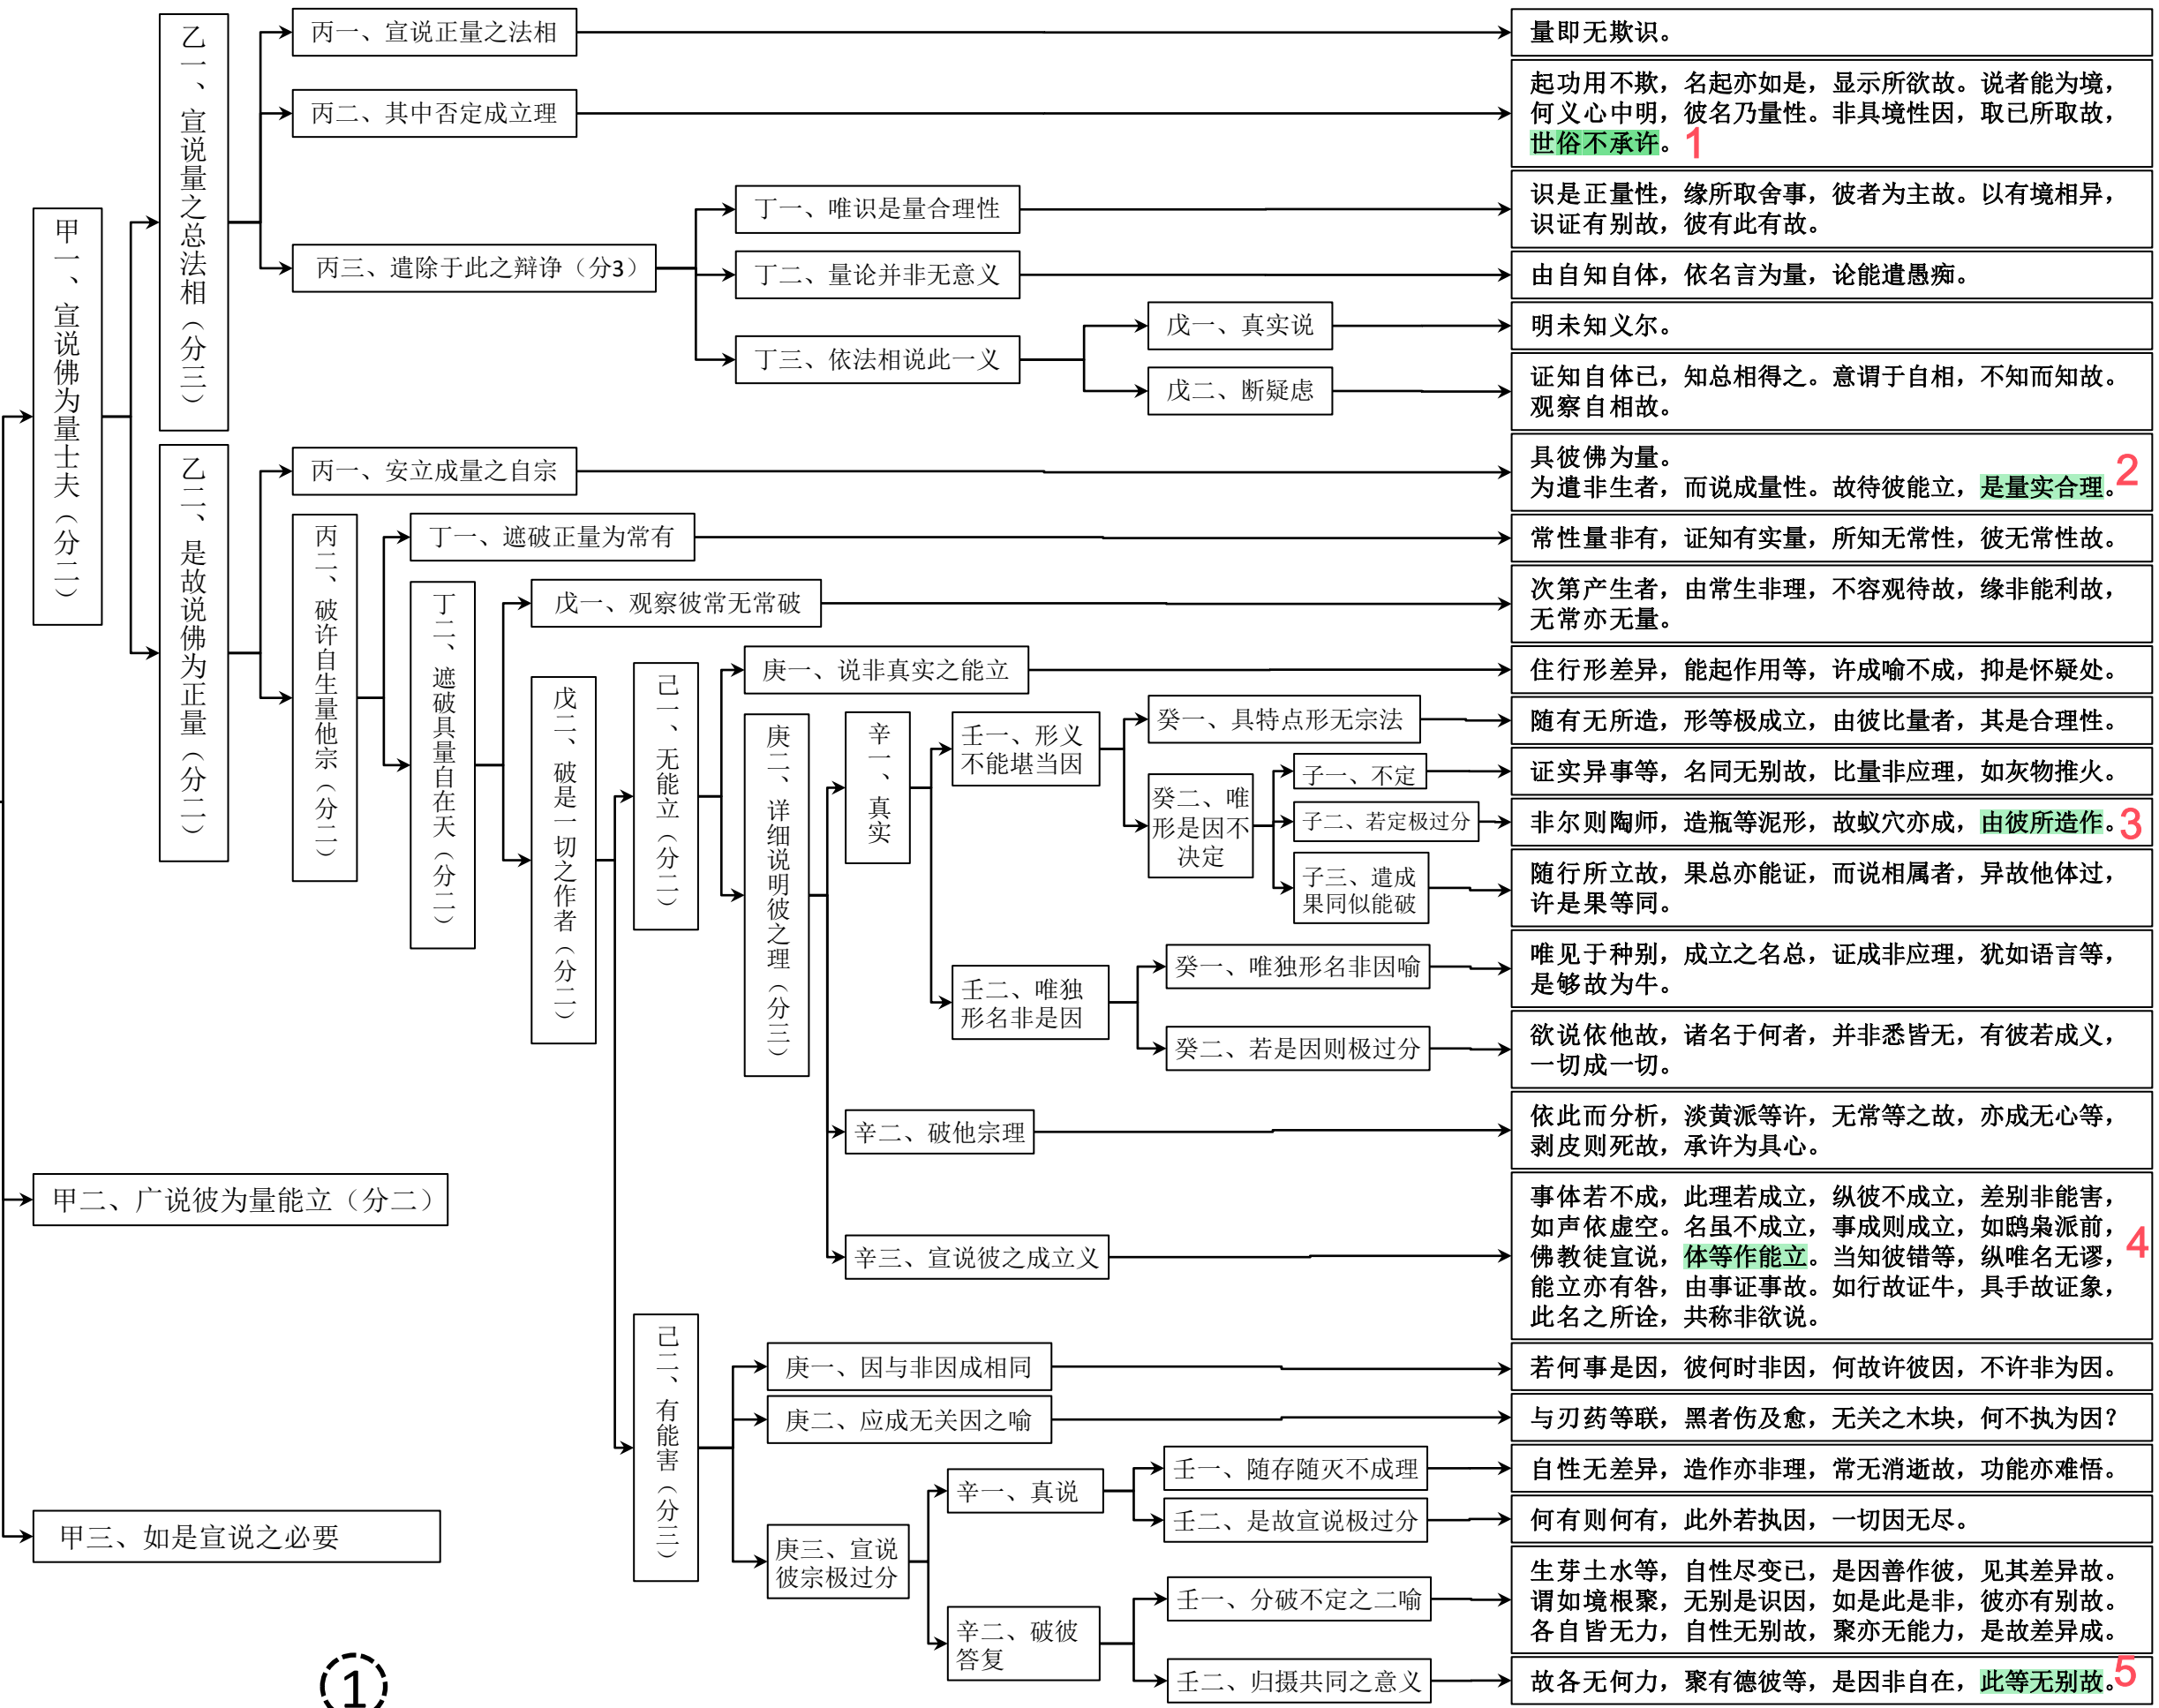 甲一、宣说佛为量士夫（分二）
乙一、宣说量之总法相（分三）
丙一、宣说正量之法相
量即无欺识。
丙二、其中否定成立理
起功用不欺，名起亦如是，显示所欲故。说者能为境，
何义心中明，彼名乃量性。非具境性因，取已所取故，
世俗不承许。 1
丙三、遣除于此之辩诤（分3）
丁一、唯识是量合理性
识是正量性，缘所取舍事，彼者为主故。以有境相异，
识证有别故，彼有此有故。
丁二、量论并非无意义
由自知自体，依名言为量，论能遣愚痴。
丁三、依法相说此一义
戊一、真实说
明未知义尔。
戊二、断疑虑
证知自体已，知总相得之。意谓于自相，不知而知故。
观察自相故。
乙二、是故说佛为正量（分二）
丙一、安立成量之自宗
具彼佛为量。
为遣非生者，而说成量性。故待彼能立，是量实合理。 2
丙二、破许自生量他宗（分二）
丁一、遮破正量为常有
常性量非有，证知有实量，所知无常性，彼无常性故。
丁二、遮破具量自在天（分二）
戊一、观察彼常无常破
次第产生者，由常生非理，不容观待故，缘非能利故，
无常亦无量。
戊二、破是一切之作者（分二）
己一、无能立（分二）
庚一、说非真实之能立
住行形差异，能起作用等，许成喻不成，抑是怀疑处。
庚二、详细说明彼之理（分三）
辛一、真实
壬一、形义
不能堪当因
癸一、具特点形无宗法
随有无所造，形等极成立，由彼比量者，其是合理性。
癸二、唯
形是因不
决定
子一、不定
证实异事等，名同无别故，比量非应理，如灰物推火。
子二、若定极过分
非尔则陶师，造瓶等泥形，故蚁穴亦成，由彼所造作。 3
子三、遣成
果同似能破
随行所立故，果总亦能证，而说相属者，异故他体过，
许是果等同。
壬二、唯独
形名非是因
癸一、唯独形名非因喻
唯见于种别，成立之名总，证成非应理，犹如语言等，
是够故为牛。
癸二、若是因则极过分
欲说依他故，诸名于何者，并非悉皆无，有彼若成义，
一切成一切。
辛二、破他宗理
依此而分析，淡黄派等许，无常等之故，亦成无心等，
剥皮则死故，承许为具心。
辛三、宣说彼之成立义
事体若不成，此理若成立，纵彼不成立，差别非能害，
如声依虚空。名虽不成立，事成则成立，如鸱枭派前，
佛教徒宣说，体等作能立。当知彼错等，纵唯名无谬， 4
能立亦有咎，由事证事故。如行故证牛，具手故证象，
此名之所诠，共称非欲说。
己二、有能害（分三）
庚一、因与非因成相同
若何事是因，彼何时非因，何故许彼因，不许非为因。
庚二、应成无关因之喻
与刃药等联，黑者伤及愈，无关之木块，何不执为因？
庚三、宣说
彼宗极过分
辛一、真说
壬一、随存随灭不成理
自性无差异，造作亦非理，常无消逝故，功能亦难悟。
壬二、是故宣说极过分
何有则何有，此外若执因，一切因无尽。
辛二、破彼
答复
壬一、分破不定之二喻
生芽土水等，自性尽变已，是因善作彼，见其差异故。
谓如境根聚，无别是识因，如是此是非，彼亦有别故。
各自皆无力，自性无别故，聚亦无能力，是故差异成。
壬二、归摄共同之意义
故各无何力，聚有德彼等，是因非自在，此等无别故。 5
甲二、广说彼为量能立（分二）
甲三、如是宣说之必要
1